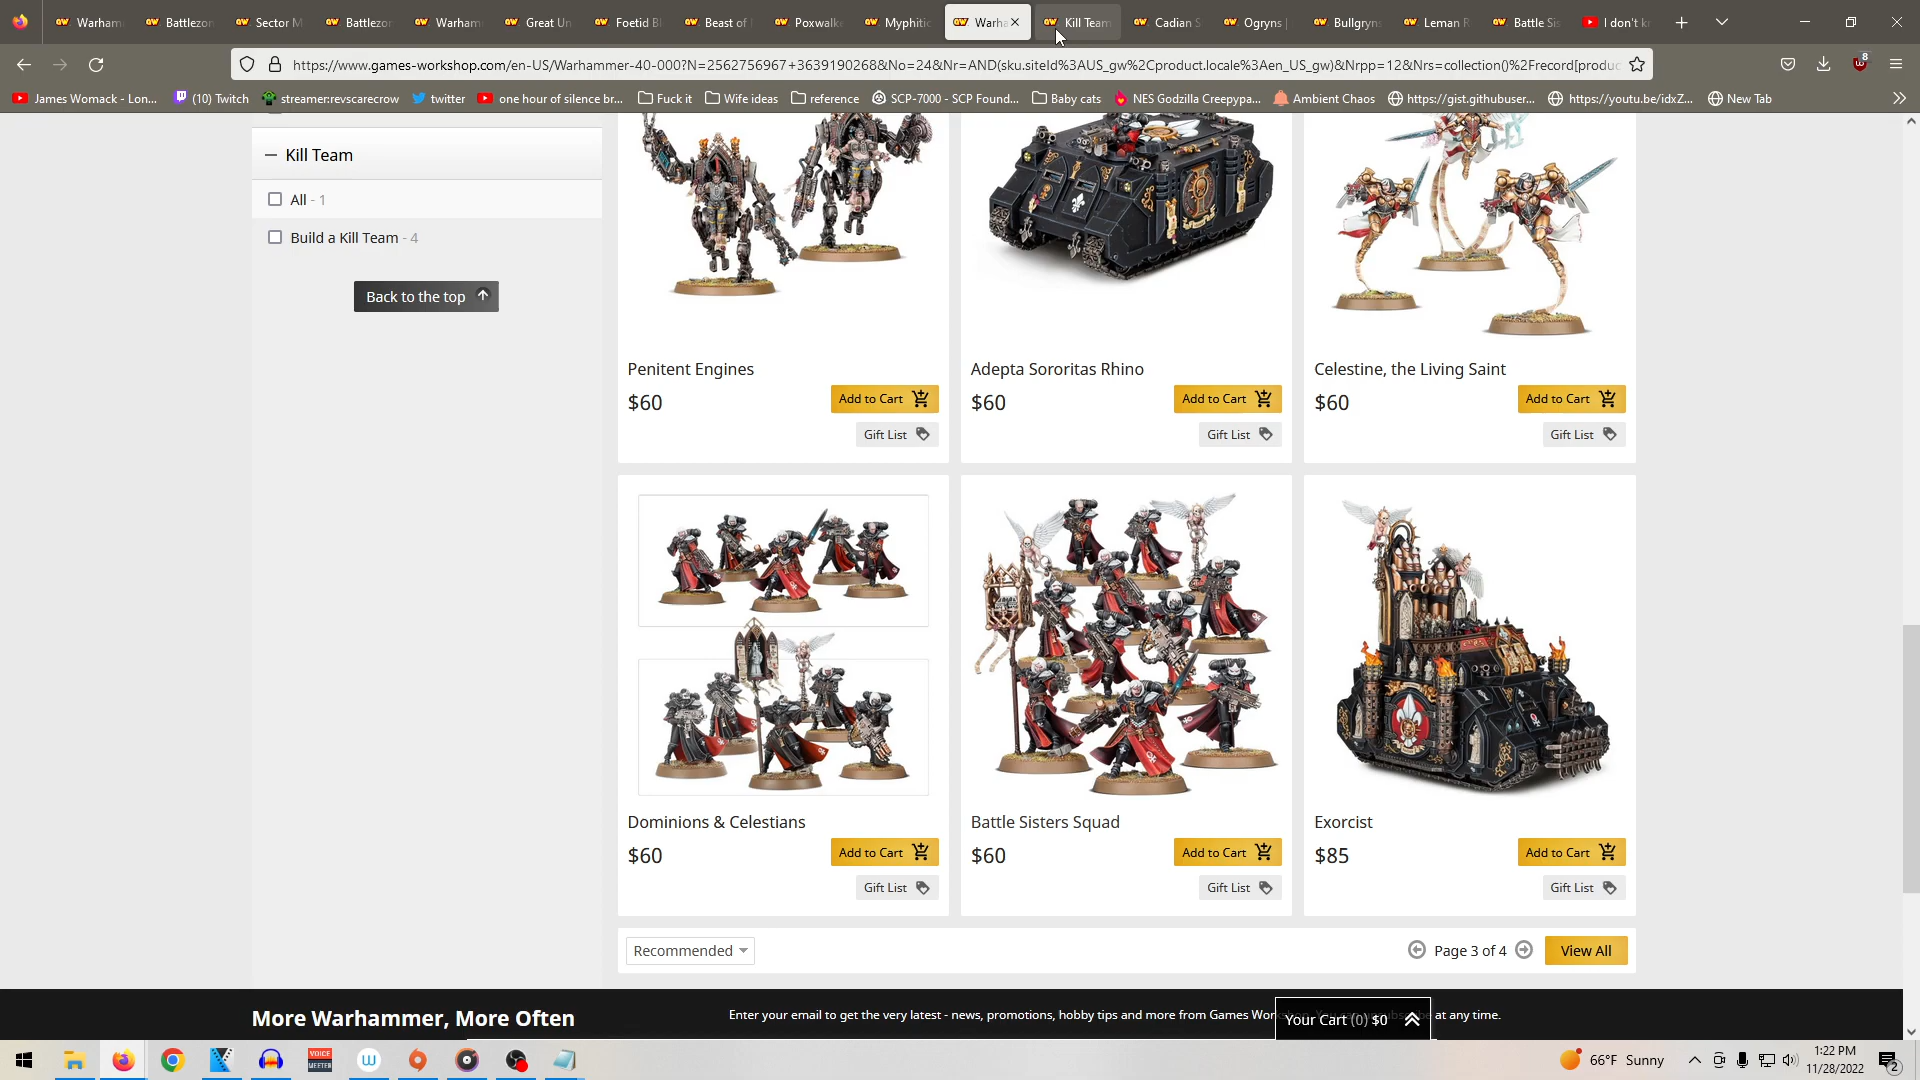 Warham
Battlezon
Sector M
Battlezon
Warham
Great Un
Foetid Bl
Beast of
Poxwalke
Myphitic
Warha
Kill Team
Cadian S
Ogryns |
Bullgryns
Leman R
Battle Sis
I don't kn
https://www.games-workshop.com/en-US/Warhammer-40-000?N=2562756967+3639190268&No=24&Nr=AND(sku.siteId%3AUS_gw%2Cproduct.locale%3Aen_US_gw)&Nrpp=12&Nrs=collection()%2Frecord[produc
8
James Womack - Lon...
(10) Twitch
streamer:revscarecrow
twitter
one hour of silence br...
Fuck it
Wife ideas
reference
SCP-7000 - SCP Found...
Baby cats
NES Godzilla Creepypa...
Ambient Chaos
https://gist.githubuser...
https://youtu.be/idxZ...
New Tab
Kill Team
All - 1
Build a Kill Team - 4
Back to the top
Penitent Engines
$60
Add to Cart
Gift List
Adepta Sororitas Rhino
$60
Add to Cart
Gift List
Celestine, the Living Saint
$60
Add to Cart
Gift List
Dominions & Celestians
$60
Add to Cart
Gift List
Battle Sisters Squad
$60
Add to Cart
Gift List
Exorcist
$85
Add to Cart
Gift List
Recommended
Page 3 of 4
View All
More Warhammer, More Often
Enter your email to get the very latest - news, promotions, hobby tips and more from Games Wo at any time.
Your Cart (0) $0
VOICE
MEETER
66°F Sunny
1:22 PM
11/28/2022
2